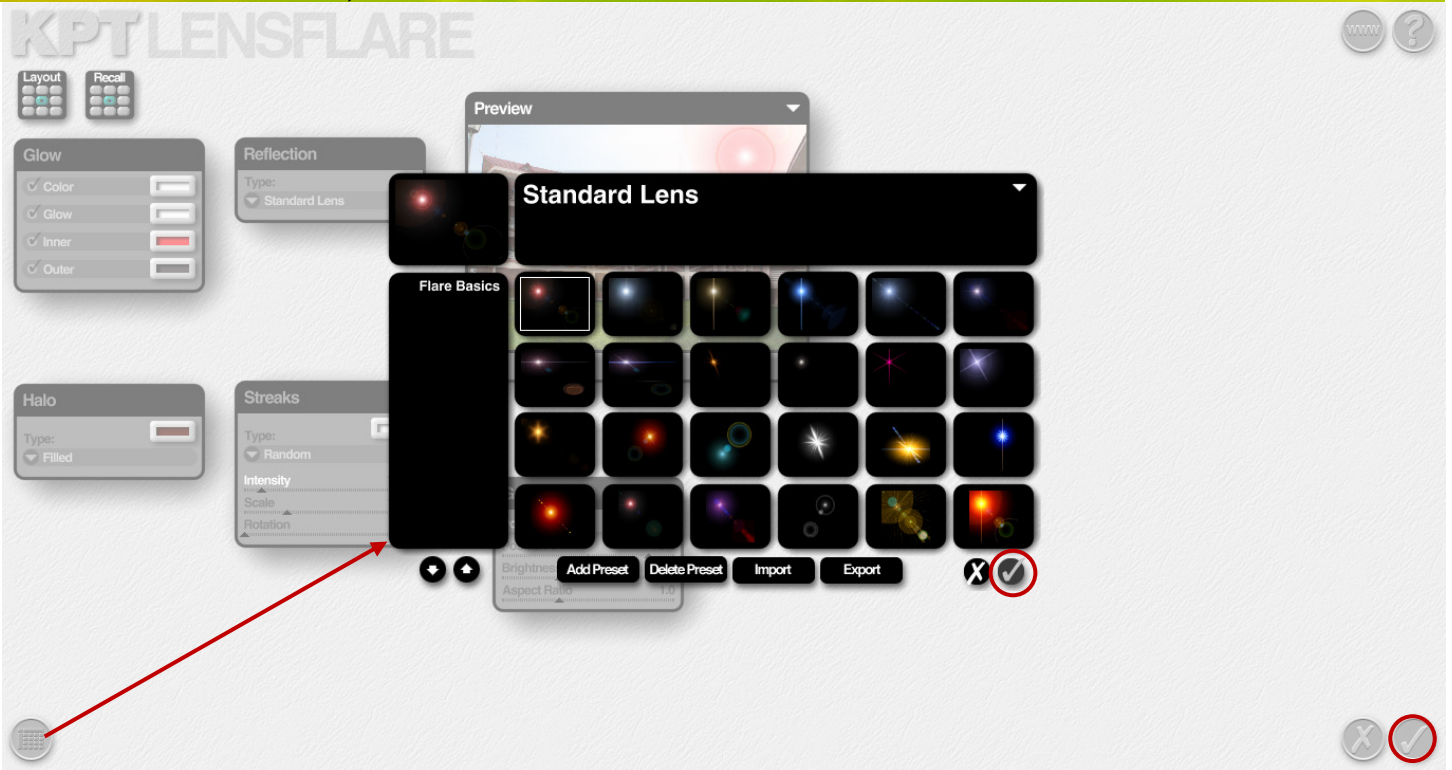 KPT LENSFLARE
www ?
Layout Recall
Preview
Glow
Color
Glow
Inner
Outer
Reflection
Type:
Standard Lens
Standard Lens
Flare Basics
Halo
Type:
Filled
Streaks
Type:
Random
Intensity
Scale
Rotation
Brightness
Aspect Ratio 1.0
Add Preset Delete Preset Import Export